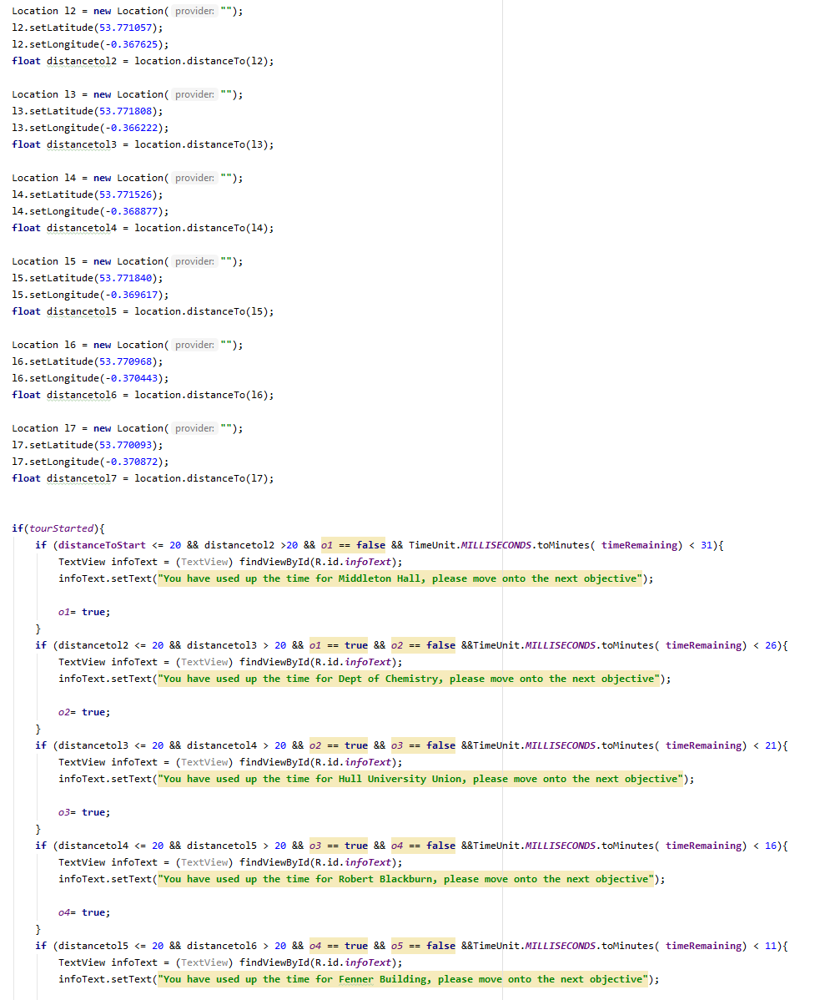 Location l2 = new Location( provider: "");
l2.setLatitude(53.771057);
l2.setLongitude(-0.367625);
float distancetol2 = location.distanceTo(l2);
Location l3 = new Location( provider: "");
l3.setLatitude(53.771808);
l3.setLongitude(-0.366222);
float distancetol3 = location.distanceTo(l3);
Location l4 = new Location( provider: "");
l4.setLatitude(53.771526);
l4.setLongitude(-0.368877);
float distancetol4 = location.distanceTo(l4);
Location l5 = new Location( provider: "");
l5.setLatitude(53.771840);
l5.setLongitude(-0.369617);
float distancetol5 = location.distanceTo(l5);
Location l6 = new Location( provider: "");
l6.setLatitude(53.770968);
l6.setLongitude(-0.370443);
float distancetol6 = location.distanceTo(l6);
Location l7 = new Location( provider: "");
l7.setLatitude(53.770093);
l7.setLongitude(-0.370872);
float distancetol7 = location.distanceTo(l7);
if(tourStarted){
if (distanceToStart <= 20 && distancetol2 >20 && o1 == false && TimeUnit.MILLISECONDS.toMinutes( timeRemaining) < 31){
TextView infoText = (TextView) findViewById(R.id.infoText);
infoText.setText("You have used up the time for Middleton Hall, please move onto the next objective");
o1= true;
}
if (distancetol2 <= 20 && distancetol3 > 20 && o1 == true && o2 == false &&TimeUnit.MILLISECONDS.toMinutes( timeRemaining) < 26){
TextView infoText = (TextView) findViewById(R.id.infoText);
infoText.setText("You have used up the time for Dept of Chemistry, please move onto the next objective");
o2= true;
}
if (distancetol3 <= 20 && distancetol4 > 20 && o2 == true && o3 == false &&TimeUnit.MILLISECONDS.toMinutes( timeRemaining) < 21){
TextView infoText = (TextView) findViewById(R.id.infoText);
infoText.setText("You have used up the time for Hull University Union, please move onto the next objective");
o3= true;
}
if (distancetol4 <= 20 && distancetol5 > 20 && o3 == true && o4 == false &&TimeUnit.MILLISECONDS.toMinutes( timeRemaining) < 16){
TextView infoText = (TextView) findViewById(R.id.infoText);
infoText.setText("You have used up the time for Robert Blackburn, please move onto the next objective");
o4= true;
}
if (distancetol5 <= 20 && distancetol6 > 20 && o4 == true && o5 == false &&TimeUnit.MILLISECONDS.toMinutes( timeRemaining) < 11){
TextView infoText = (TextView) findViewById(R.id.infoText);
infoText.setText("You have used up the time for Fenner Building, please move onto the next objective");